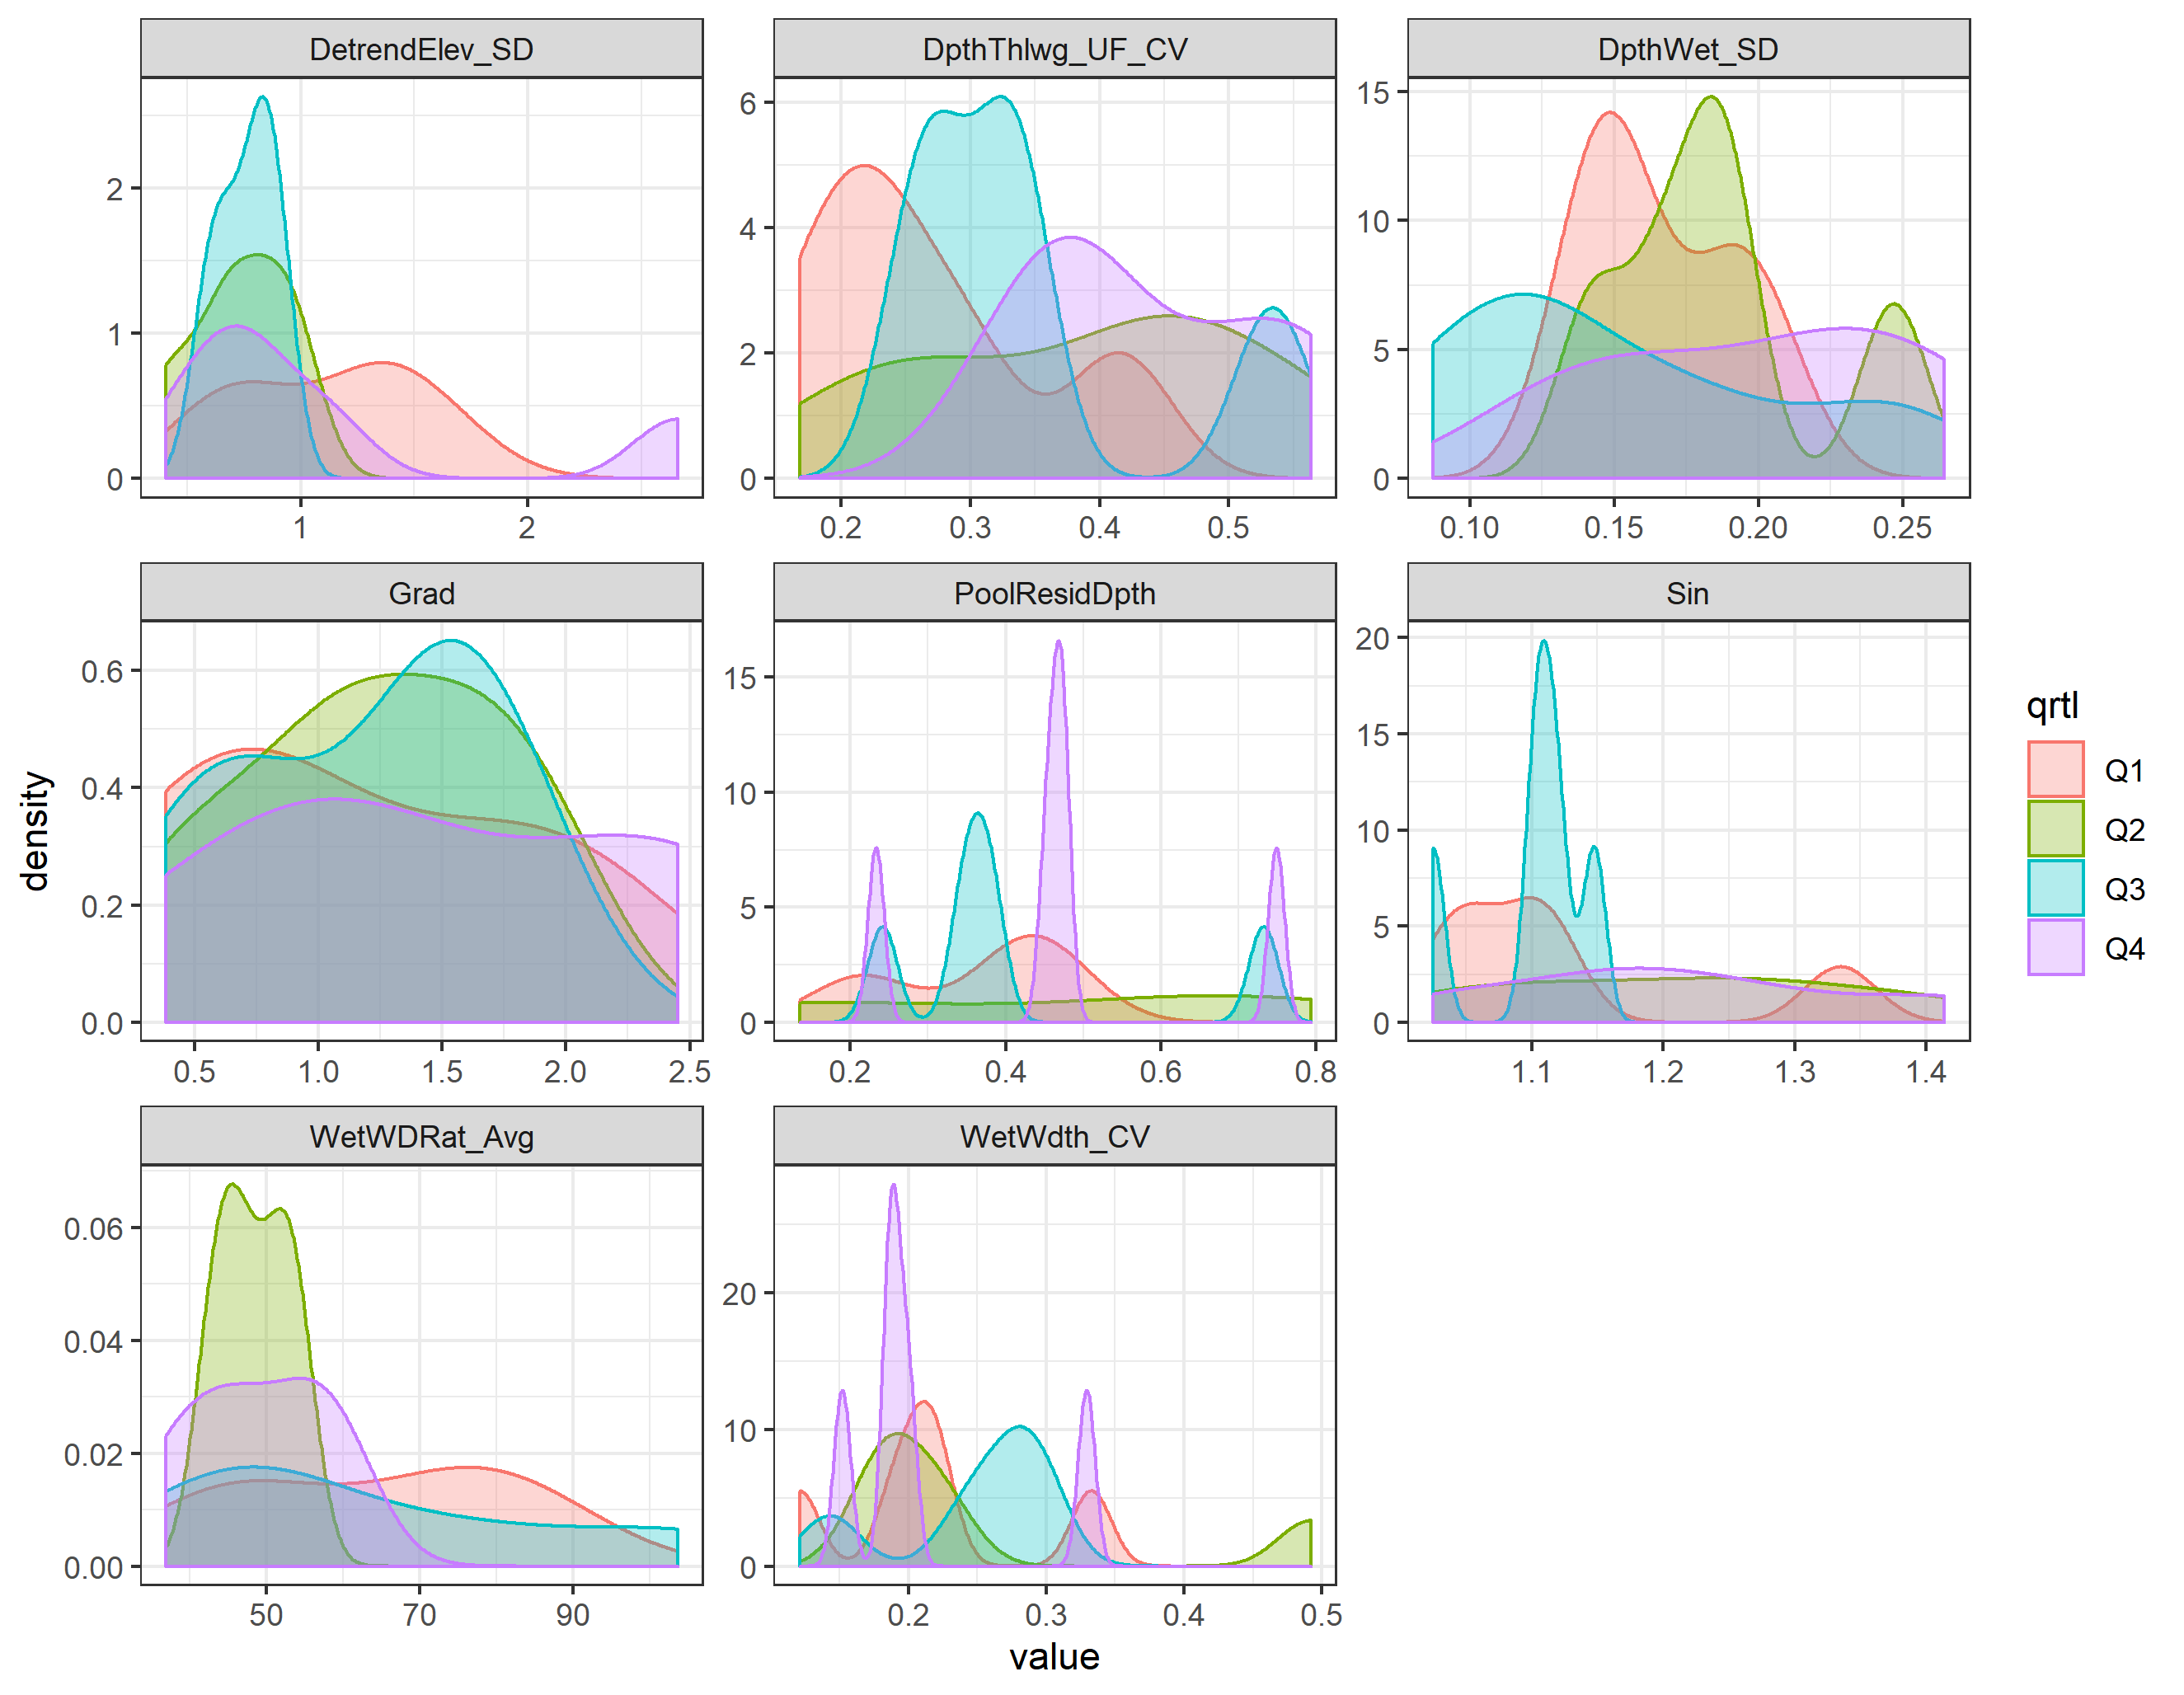 DetrendElev_SD
DpthThlwg_UF_CV
DpthWet_SD
2
1
0
1 2
6
4
2
0
0.2 0.3 0.4 0.5
15
10
5
0
0.10 0.15 0.20 0.25
Grad
PoolResidDpth
Sin
0.6
0.4
0.2
0.0
0.5 1.0 1.5 2.0 2.5
15
10
5
0
0.2 0.4 0.6 0.8
20
15
10
5
0
1.1 1.2 1.3 1.4
WetWDRat_Avg
WetWdth_CV
0.06
0.04
0.02
0.00
50 70 90
20
10
0
0.2 0.3 0.4 0.5
density
value
qrtl
Q1
Q2
Q3
Q4